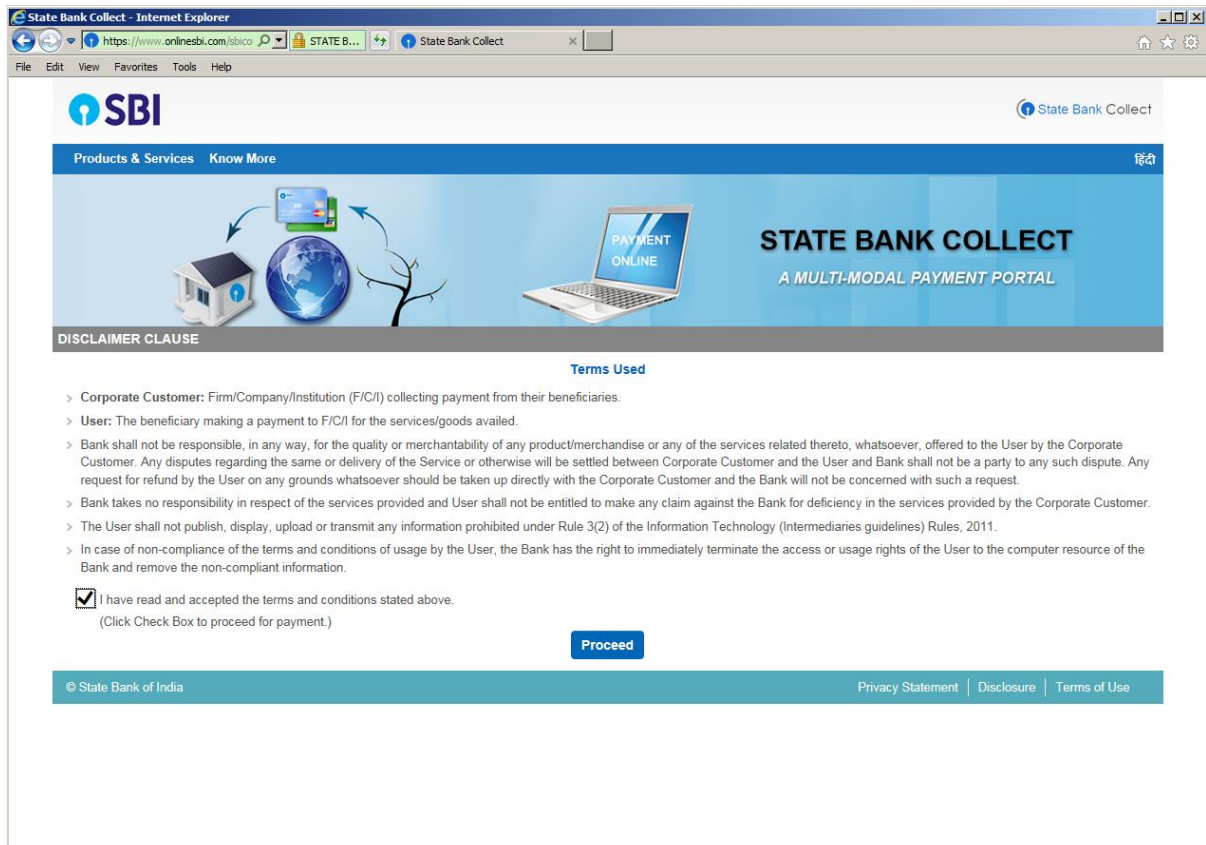 State Bank Collect - Internet Explorer
https://www.onlinesbi.com/sbico STATE B... State Bank Collect
File Edit View Favorites Tools Help
SBI
State Bank Collect
Products & Services Know More हिंदी
PAYMENT
ONLINE
STATE BANK COLLECT
A MULTI-MODAL PAYMENT PORTAL
DISCLAIMER CLAUSE
Terms Used
Corporate Customer: Firm/Company/Institution (F/C/I) collecting payment from their beneficiaries.
User: The beneficiary making a payment to F/C/I for the services/goods availed.
Bank shall not be responsible, in any way, for the quality or merchantability of any product/merchandise or any of the services related thereto, whatsoever, offered to the User by the Corporate
Customer. Any disputes regarding the same or delivery of the Service or otherwise will be settled between Corporate Customer and the User and Bank shall not be a party to any such dispute. Any
request for refund by the User on any grounds whatsoever should be taken up directly with the Corporate Customer and the Bank will not be concerned with such a request.
Bank takes no responsibility in respect of the services provided and User shall not be entitled to make any claim against the Bank for deficiency in the services provided by the Corporate Customer.
The User shall not publish, display, upload or transmit any information prohibited under Rule 3(2) of the Information Technology (Intermediaries guidelines) Rules, 2011.
In case of non-compliance of the terms and conditions of usage by the User, the Bank has the right to immediately terminate the access or usage rights of the User to the computer resource of the
Bank and remove the non-compliant information.
I have read and accepted the terms and conditions stated above.
(Click Check Box to proceed for payment.)
Proceed
© State Bank of India Privacy Statement | Disclosure | Terms of Use